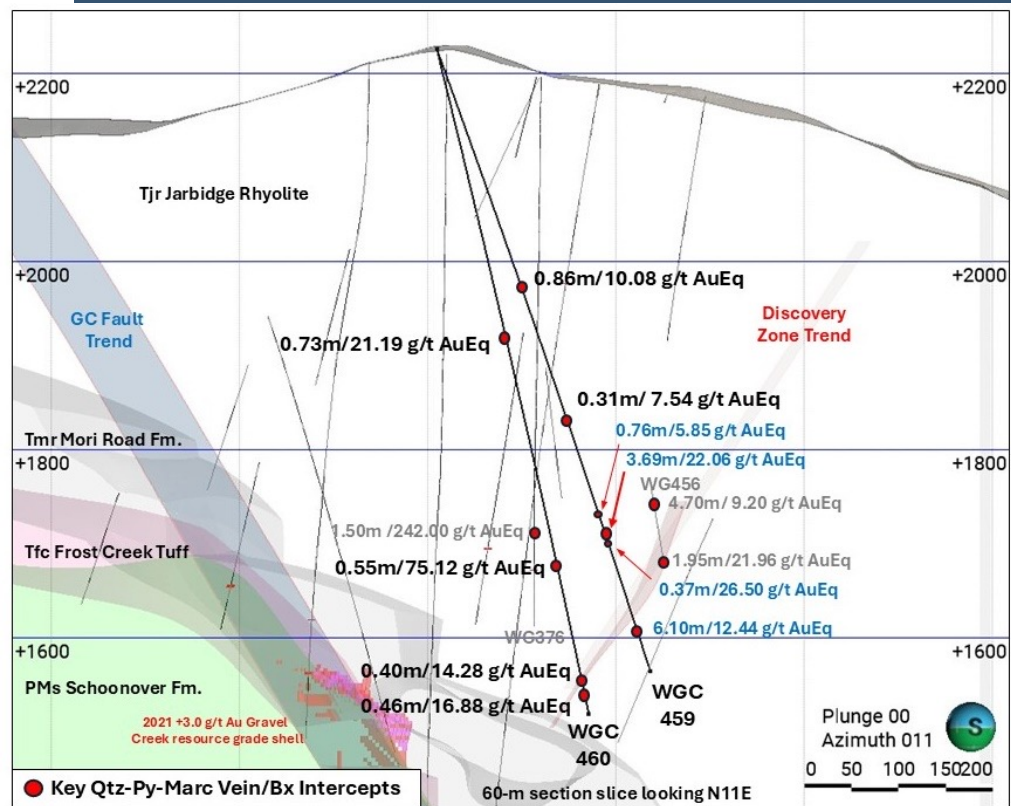 +2200
+2200
Tjr Jarbidge Rhyolite
+2000
+2000
0.86m/10.08 g/t AuEq
GC Fault
Trend
Discovery
Zone Trend
0.73m/21.19 g/t AuEq
0.31m/ 7.54 g/t AuEq
0.76m/5.85 g/t AuEq
Tmr Mori Road Fm.
+1800
+1800
3.69m/22.06 g/t AuEq
WG456
4.70m/ 9.20 g/t AuEq
1.50m /242.00 g/t AuEq
Tfc Frost Creek Tuff
0.55m/75.12 g/t AuEq
1.95m/21.96 g/t AuEq
0.37m/26.50 g/t AuEq
WG376
6.10m/12.44 g/t AuEq
+1600
+1600
0.40m/14.28 g/t AuEq
PMs Schoonover Fm.
0.46m/16.88 g/t AuEq
WGC
459
2021 +3.0 g/t Au Gravel
Creek resource grade shell
WGC
460
Plunge 00
Azimuth 011
S
0 50 100 150 200
Key Qtz-Py-Marc Vein/Bx Intercepts
60-m section slice looking N11E